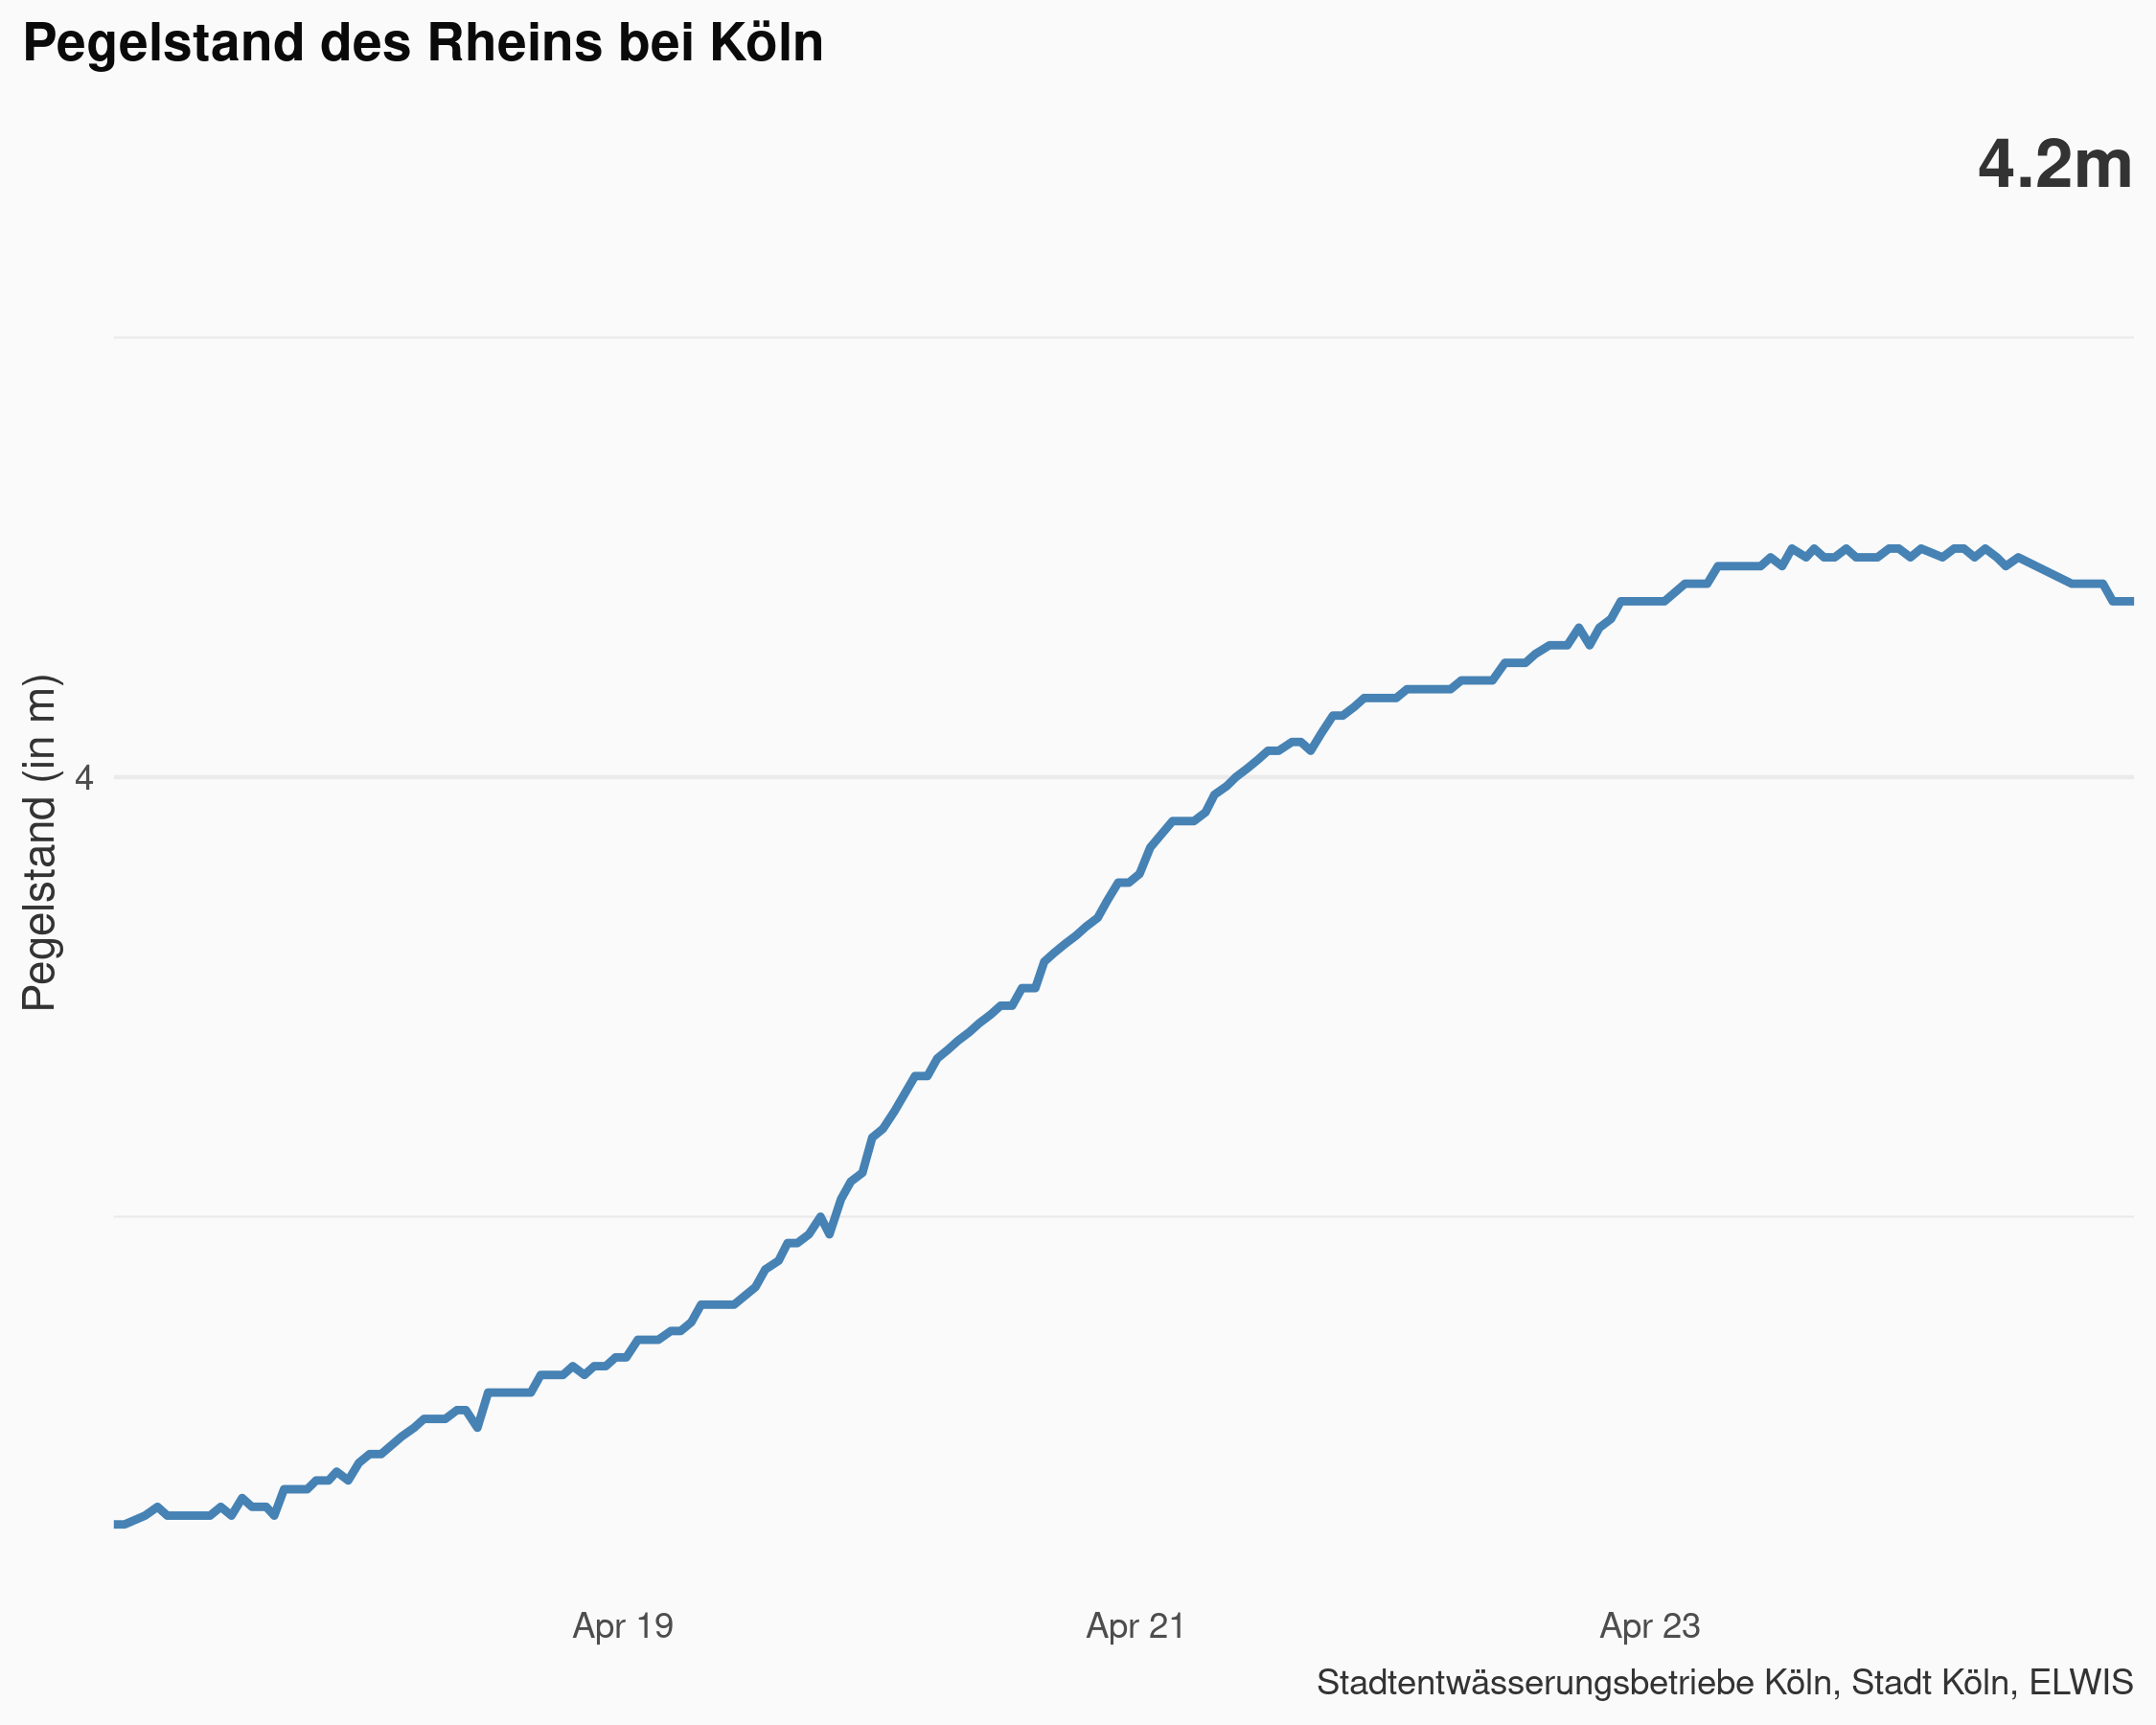 Pegelstand des Rheins bei Köln
4.2m
Pegelstand (in m)
4
Apr 19
Apr 21
Apr 23
Stadtentwässerungsbetriebe Köln, Stadt Köln, ELWIS